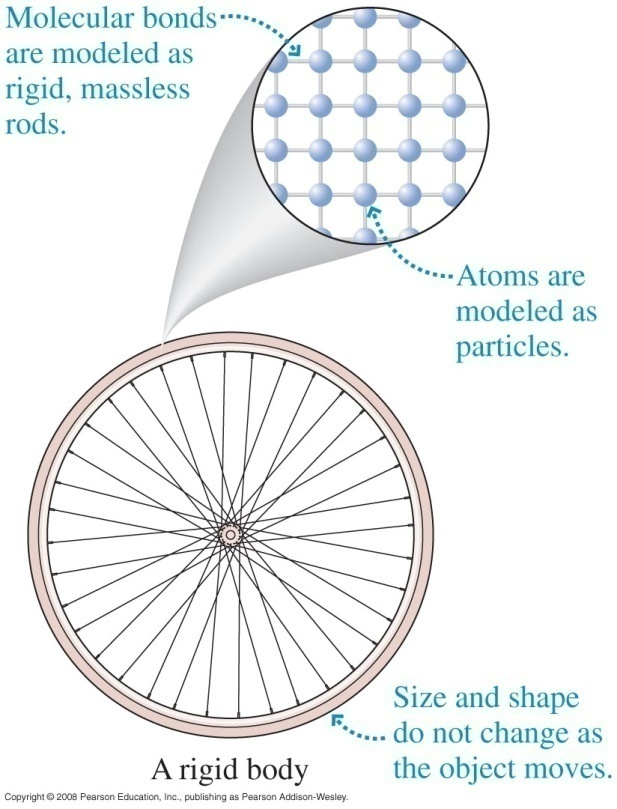 Molecular bonds
are modeled as
rigid, massless
rods.
Atoms are
modeled as
particles.
Size and shape
do not change as
the object moves.
A rigid body
Copyright © 2008 Pearson Education, Inc., publishing as Pearson Addison-Wesley.